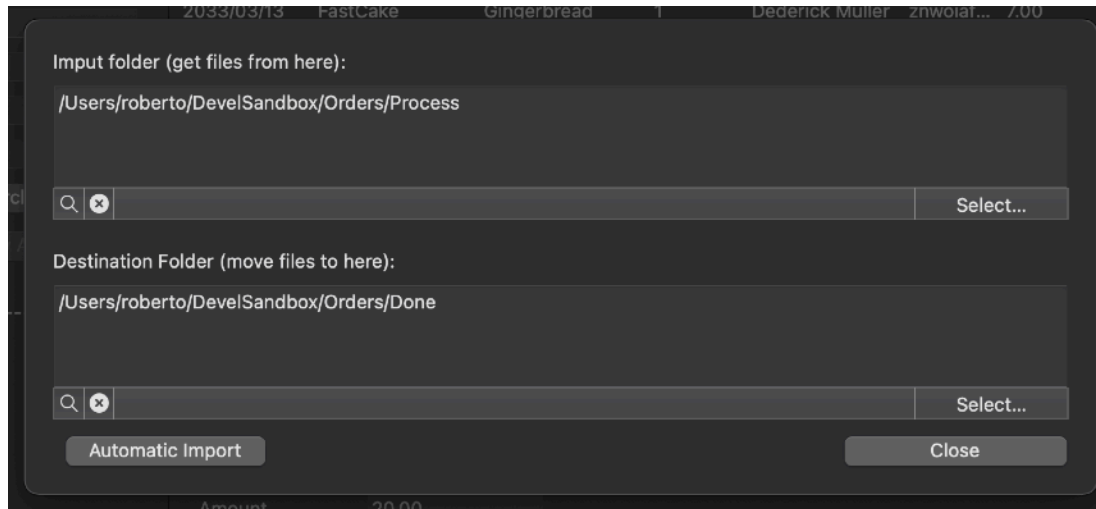 2033/03/13 FastCake Gingerbread 1 Dederick Muller znwolaf... 7.00
Imput folder (get files from here):
/Users/roberto/DevelSandbox/Orders/Process
Select...
Destination Folder (move files to here):
/Users/roberto/DevelSandbox/Orders/Done
Select...
Automatic Import Close
Amount 20.00